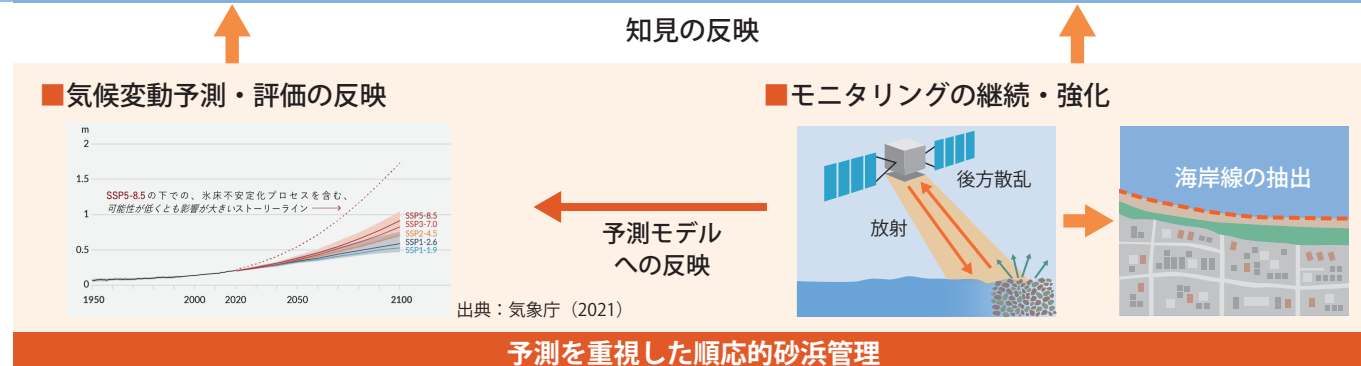 知見の反映
■気候変動予測・評価の反映
m
2
1.5
1
0.5
0
SSP5-8.5の下での、氷床不安定化プロセスを含む、
可能性が低くとも影響が大きいストーリーライン
SSP5-8.5
SSP3-7.0
SSP2-4.5
SSP1-2.6
SSP1-1.9
1950
2000
2020
2050
2100
出典：気象庁（2021）
予測モデル
への反映
■モニタリングの継続・強化
後方散乱
放射
海岸線の抽出
予測を重視した順応的砂浜管理